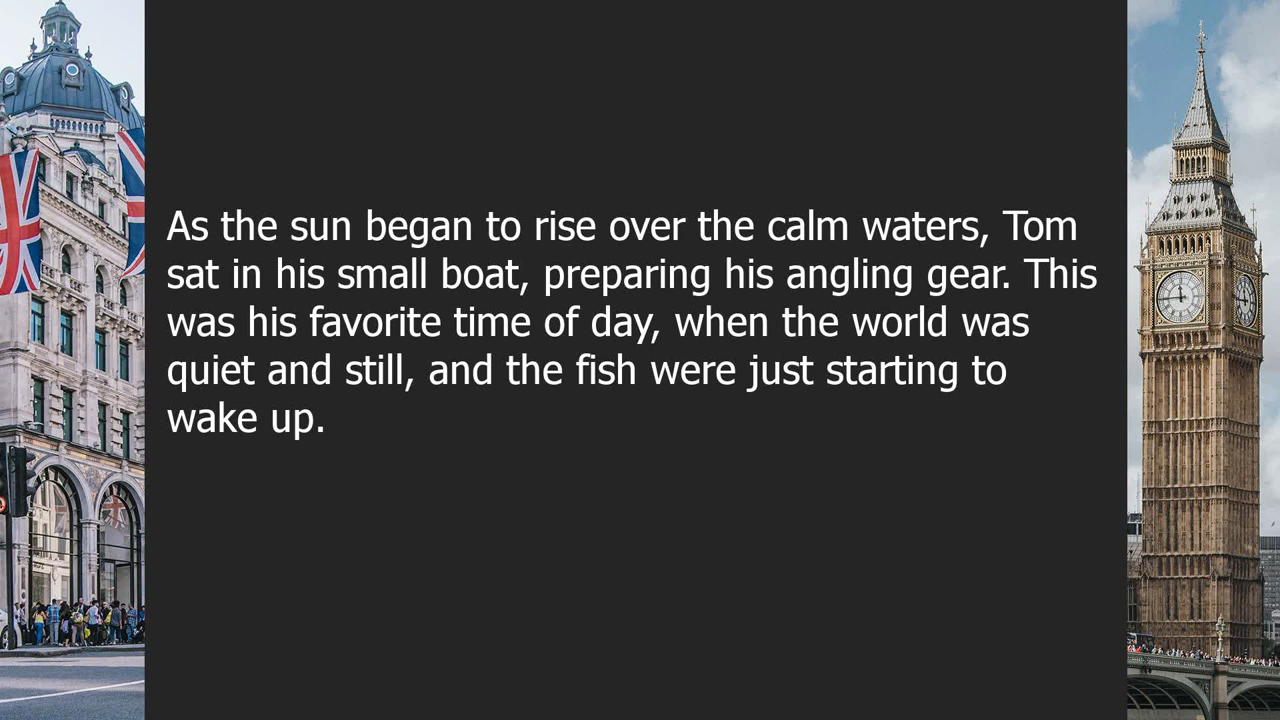 As the sun began to rise over the calm waters, Tom
sat in his small boat, preparing his angling gear. This
was his favorite time of day, when the world was
quiet and still, and the fish were just starting to
wake up.